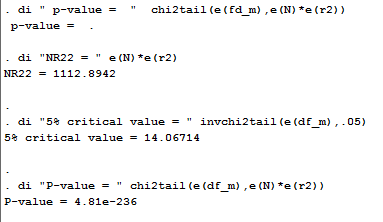 . di " p-value =  "  chi2tail(e(fd_m),e(N)*e(r2))
 p-value =  .
. di "NR22 = " e(N)*e(r2)
NR22 = 1112.8942
.
. di "5% critical value = " invchi2tail(e(df_m),.05)
5% critical value = 14.06714
.
. di "P-value = " chi2tail(e(df_m),e(N)*e(r2))
P-value = 4.81e-236